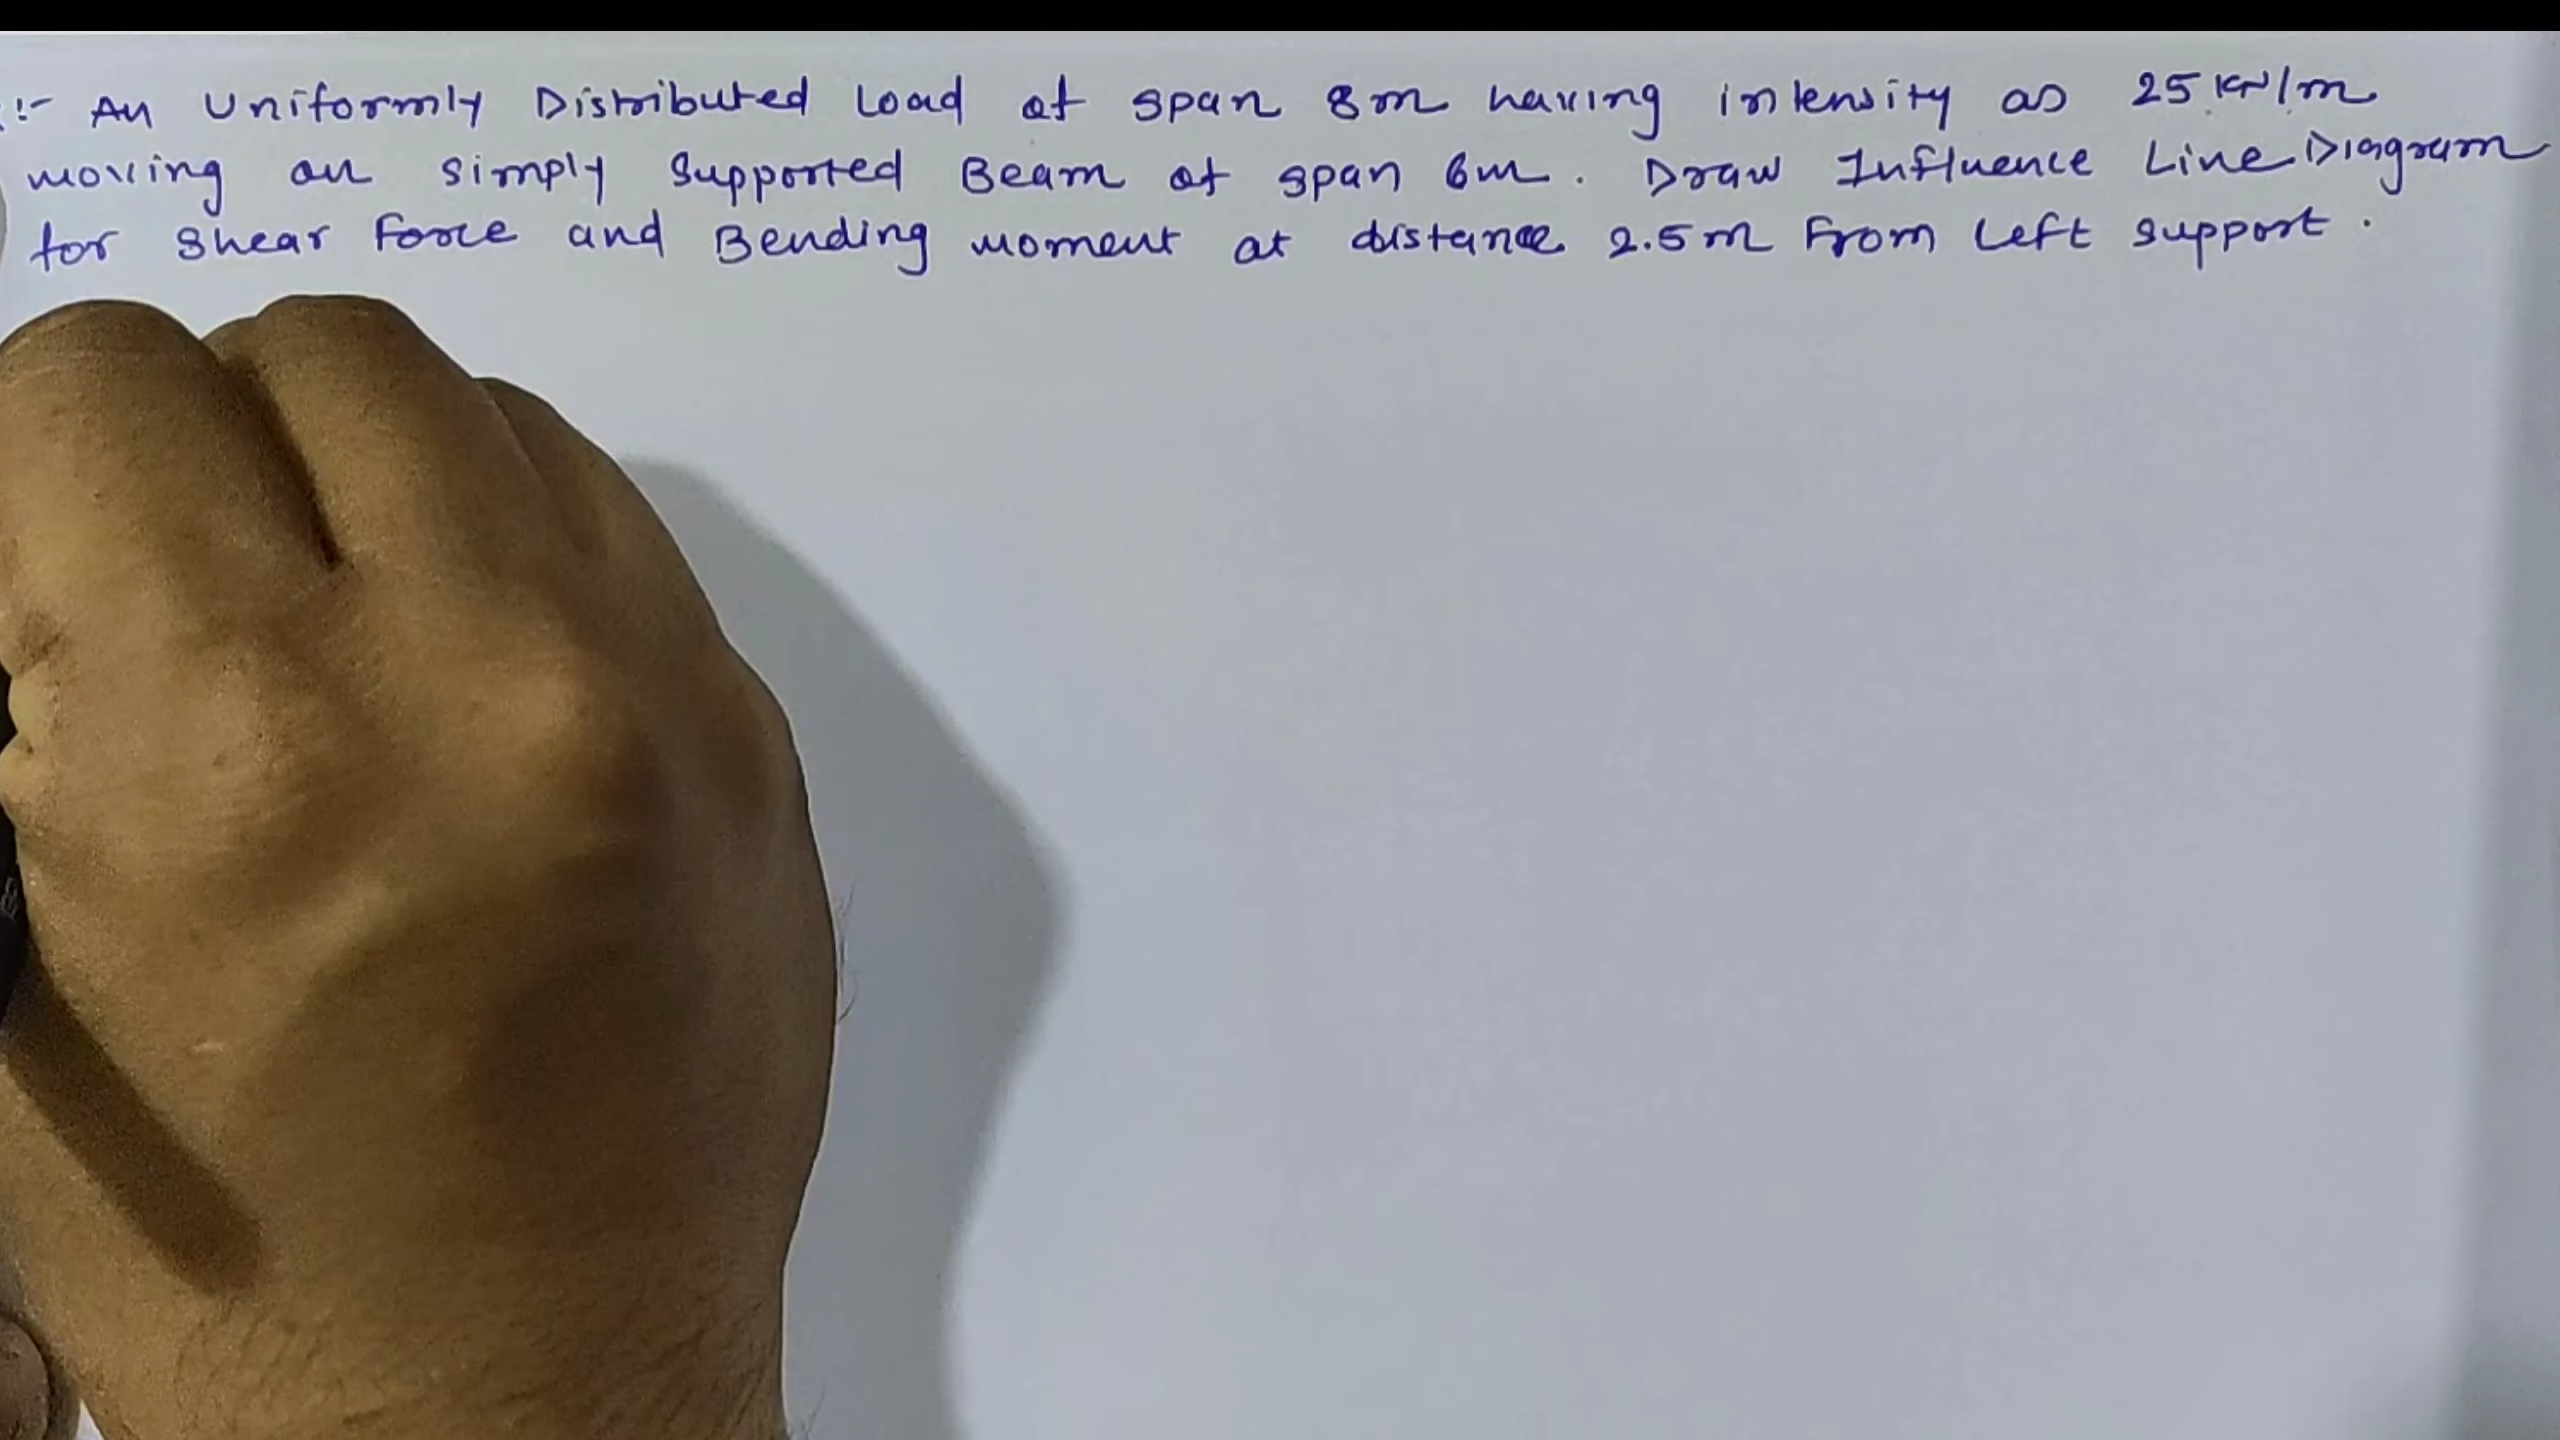 :- An Uniformly Distributed Load of span 8m having intensity as 25 kN/m
moving on simply supported Beam of span 6m. Draw Influence Line Diagram
for Shear Force and Bending moment at distance 2.5m From Left support.